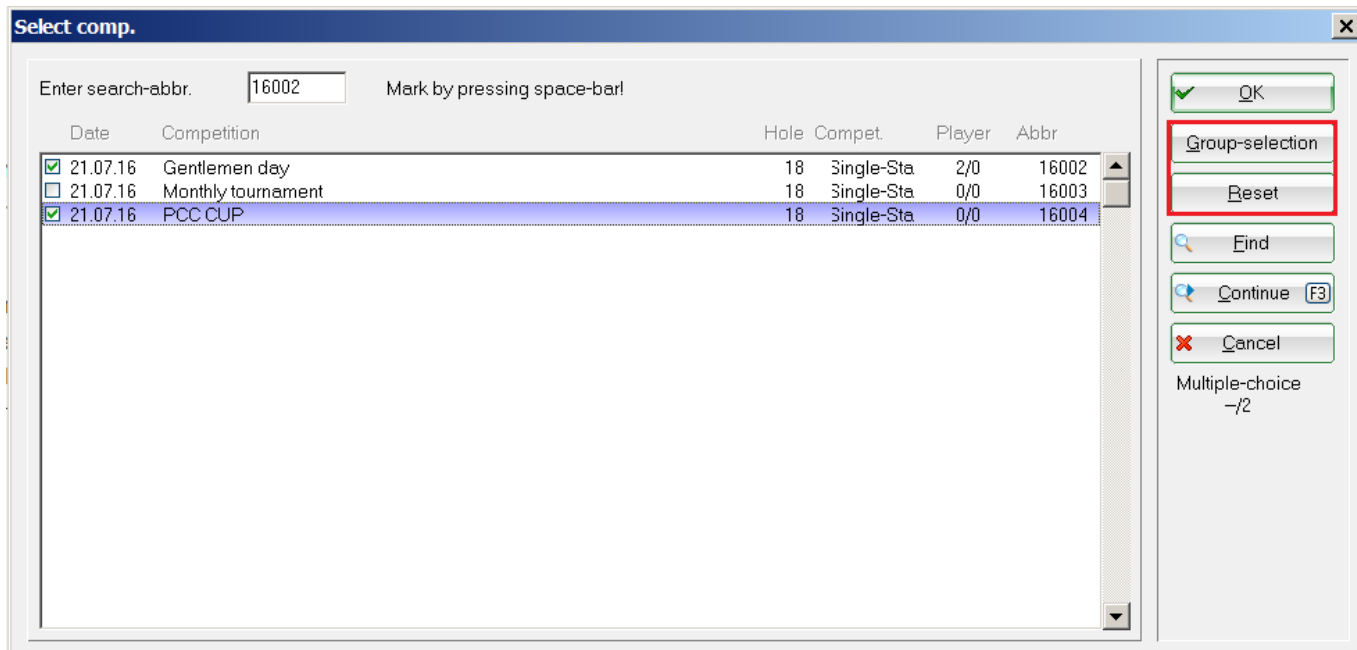 Select comp.
Enter search-abbr. 16002 Mark by pressing space-bar!
Date Competition Hole Compet. Player Abbr
21.07.16 Gentlemen day 18 Single-Sta 2/0 16002
21.07.16 Monthly tournament 18 Single-Sta 0/0 16003
21.07.16 PCC CUP 18 Single-Sta 0/0 16004
OK
Group-selection
Reset
Find
Continue F3
Cancel
Multiple-choice
–/2